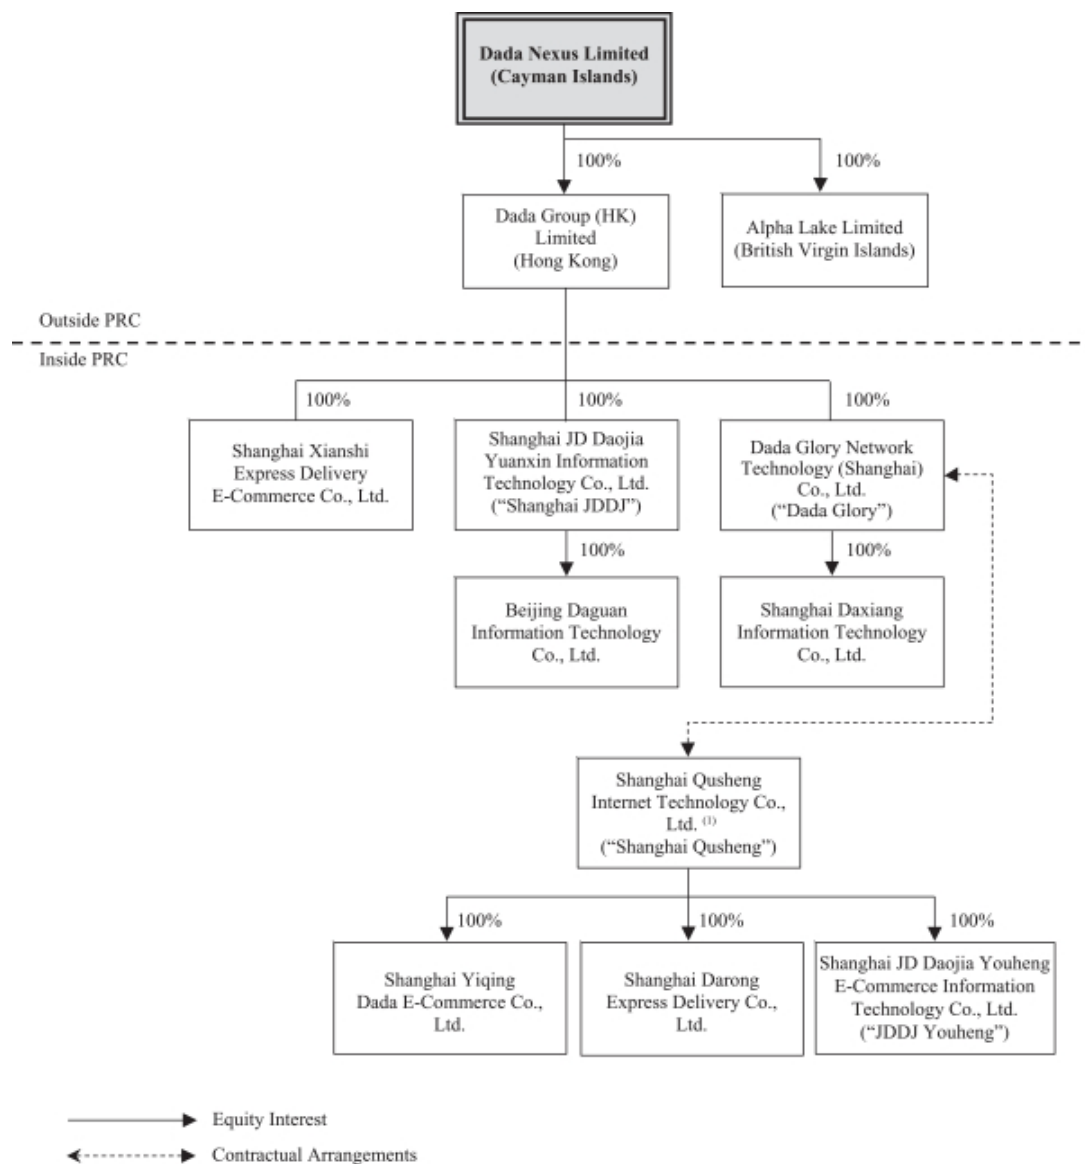 Dada Nexus Limited
(Cayman Islands)
100%
100%
Dada Group (HK)
Limited
(Hong Kong)
Alpha Lake Limited
(British Virgin Islands)
Outside PRC
Inside PRC
100%
100%
100%
Shanghai Xianshi
Express Delivery
E-Commerce Co., Ltd.
Shanghai JD Daojia
Yuanxin Information
Technology Co., Ltd.
(“Shanghai JDDJ”)
Dada Glory Network
Technology (Shanghai)
Co., Ltd.
(“Dada Glory”)
100%
100%
Beijing Daguan
Information Technology
Co., Ltd.
Shanghai Daxiang
Information Technology
Co., Ltd.
Shanghai Qusheng
Internet Technology Co.,
Ltd. (1)
(“Shanghai Qusheng”)
100%
100%
100%
Shanghai Yiqing
Dada E-Commerce Co.,
Ltd.
Shanghai Darong
Express Delivery Co.,
Ltd.
Shanghai JD Daojia Youheng
E-Commerce Information
Technology Co., Ltd.
(“JDDJ Youheng”)
Equity Interest
Contractual Arrangements